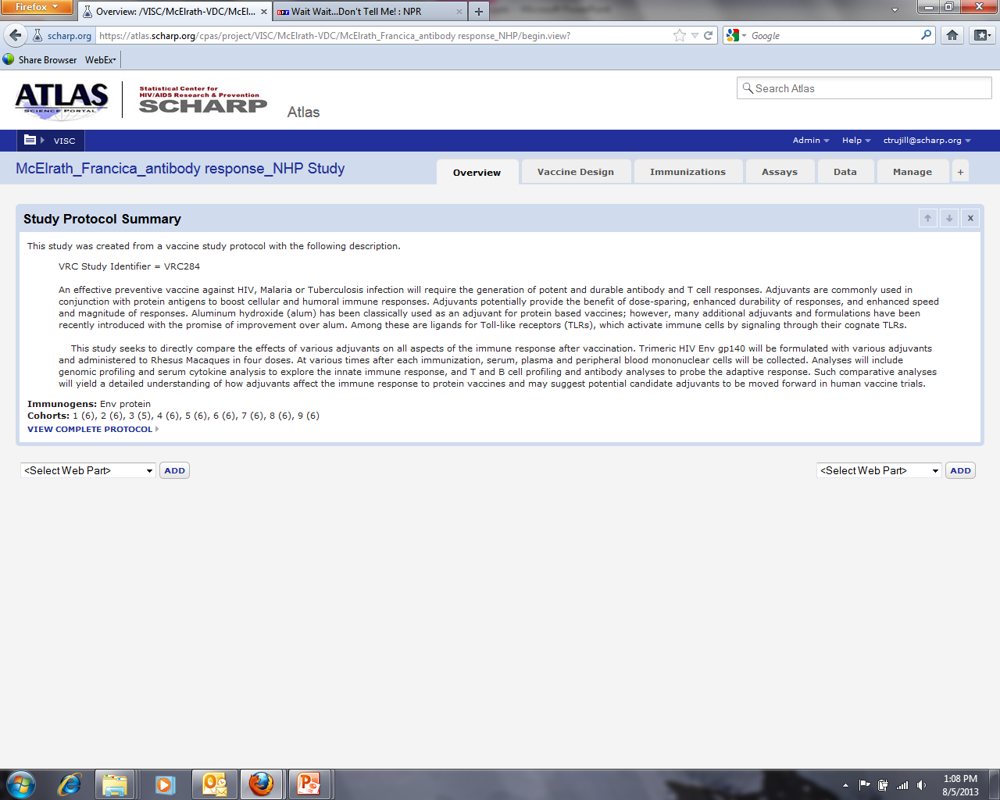 Firefox
Overview: /VISC/McElrath-VDC/McEl...
Wait Wait...Don't Tell Me! : NPR
Microsoft PowerPoint
scharp.org
https://atlas.scharp.org/cpas/project/VISC/McElrath-VDC/McElrath_Francica_antibody response_NHP/begin.view?
Google
Share Browser WebEx
ATLAS
SCIENCE PORTAL
Statistical Center for
HIV/AIDS Research & Prevention
SCHARP
Atlas
Search Atlas
VISC
Admin Help ctrujill@scharp.org
McElrath_Francica_antibody response_NHP Study
Overview Vaccine Design Immunizations Assays Data Manage +
Study Protocol Summary
This study was created from a vaccine study protocol with the following description.
VRC Study Identifier = VRC284
An effective preventive vaccine against HIV, Malaria or Tuberculosis infection will require the generation of potent and durable antibody and T cell responses. Adjuvants are commonly used in
conjunction with protein antigens to boost cellular and humoral immune responses. Adjuvants potentially provide the benefit of dose-sparing, enhanced durability of responses, and enhanced speed
and magnitude of responses. Aluminum hydroxide (alum) has been classically used as an adjuvant for protein based vaccines; however, many additional adjuvants and formulations have been
recently introduced with the promise of improvement over alum. Among these are ligands for Toll-like receptors (TLRs), which activate immune cells by signaling through their cognate TLRs.
This study seeks to directly compare the effects of various adjuvants on all aspects of the immune response after vaccination. Trimeric HIV Env gp140 will be formulated with various adjuvants
and administered to Rhesus Macaques in four doses. At various times after each immunization, serum, plasma and peripheral blood mononuclear cells will be collected. Analyses will include
genomic profiling and serum cytokine analysis to explore the innate immune response, and T and B cell profiling and antibody analyses to probe the adaptive response. Such comparative analyses
will yield a detailed understanding of how adjuvants affect the immune response to protein vaccines and may suggest potential candidate adjuvants to be moved forward in human vaccine trials.
Immunogens: Env protein
Cohorts: 1 (6), 2 (6), 3 (5), 4 (6), 5 (6), 6 (6), 7 (6), 8 (6), 9 (6)
VIEW COMPLETE PROTOCOL
<Select Web Part> ADD
<Select Web Part> ADD
1:08 PM
8/5/2013